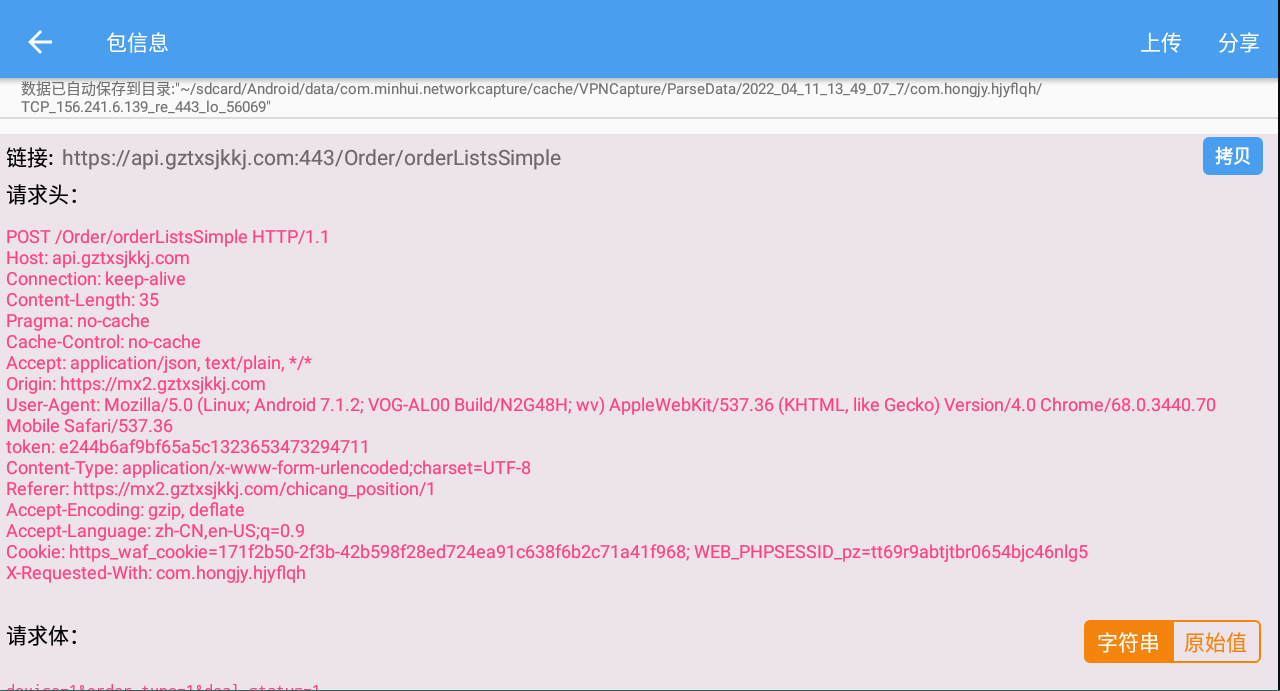 包信息
上传
分享
数据已自动保存到目录:"~/sdcard/Android/data/com.minhui.networkcapture/cache/VPNCapture/ParseData/2022_04_11_13_49_07_7/com.hongjy.hjyflqh/
TCP_156.241.6.139_re_443_lo_56069"
链接: https://api.gztxsjkkj.com:443/Order/orderListsSimple
拷贝
请求头：
POST /Order/orderListsSimple HTTP/1.1
Host: api.gztxsjkkj.com
Connection: keep-alive
Content-Length: 35
Pragma: no-cache
Cache-Control: no-cache
Accept: application/json, text/plain, */*
Origin: https://mx2.gztxsjkkj.com
User-Agent: Mozilla/5.0 (Linux; Android 7.1.2; VOG-AL00 Build/N2G48H; wv) AppleWebKit/537.36 (KHTML, like Gecko) Version/4.0 Chrome/68.0.3440.70
Mobile Safari/537.36
token: e244b6af9bf65a5c1323653473294711
Content-Type: application/x-www-form-urlencoded;charset=UTF-8
Referer: https://mx2.gztxsjkkj.com/chicang_position/1
Accept-Encoding: gzip, deflate
Accept-Language: zh-CN,en-US;q=0.9
Cookie: https_waf_cookie=171f2b50-2f3b-42b598f28ed724ea91c638f6b2c71a41f968; WEB_PHPSESSID_pz=tt69r9abtjtbr0654bjc46nlg5
X-Requested-With: com.hongjy.hjyflqh
请求体：
字符串
原始值
device=1&order_type=1&deal_status=1